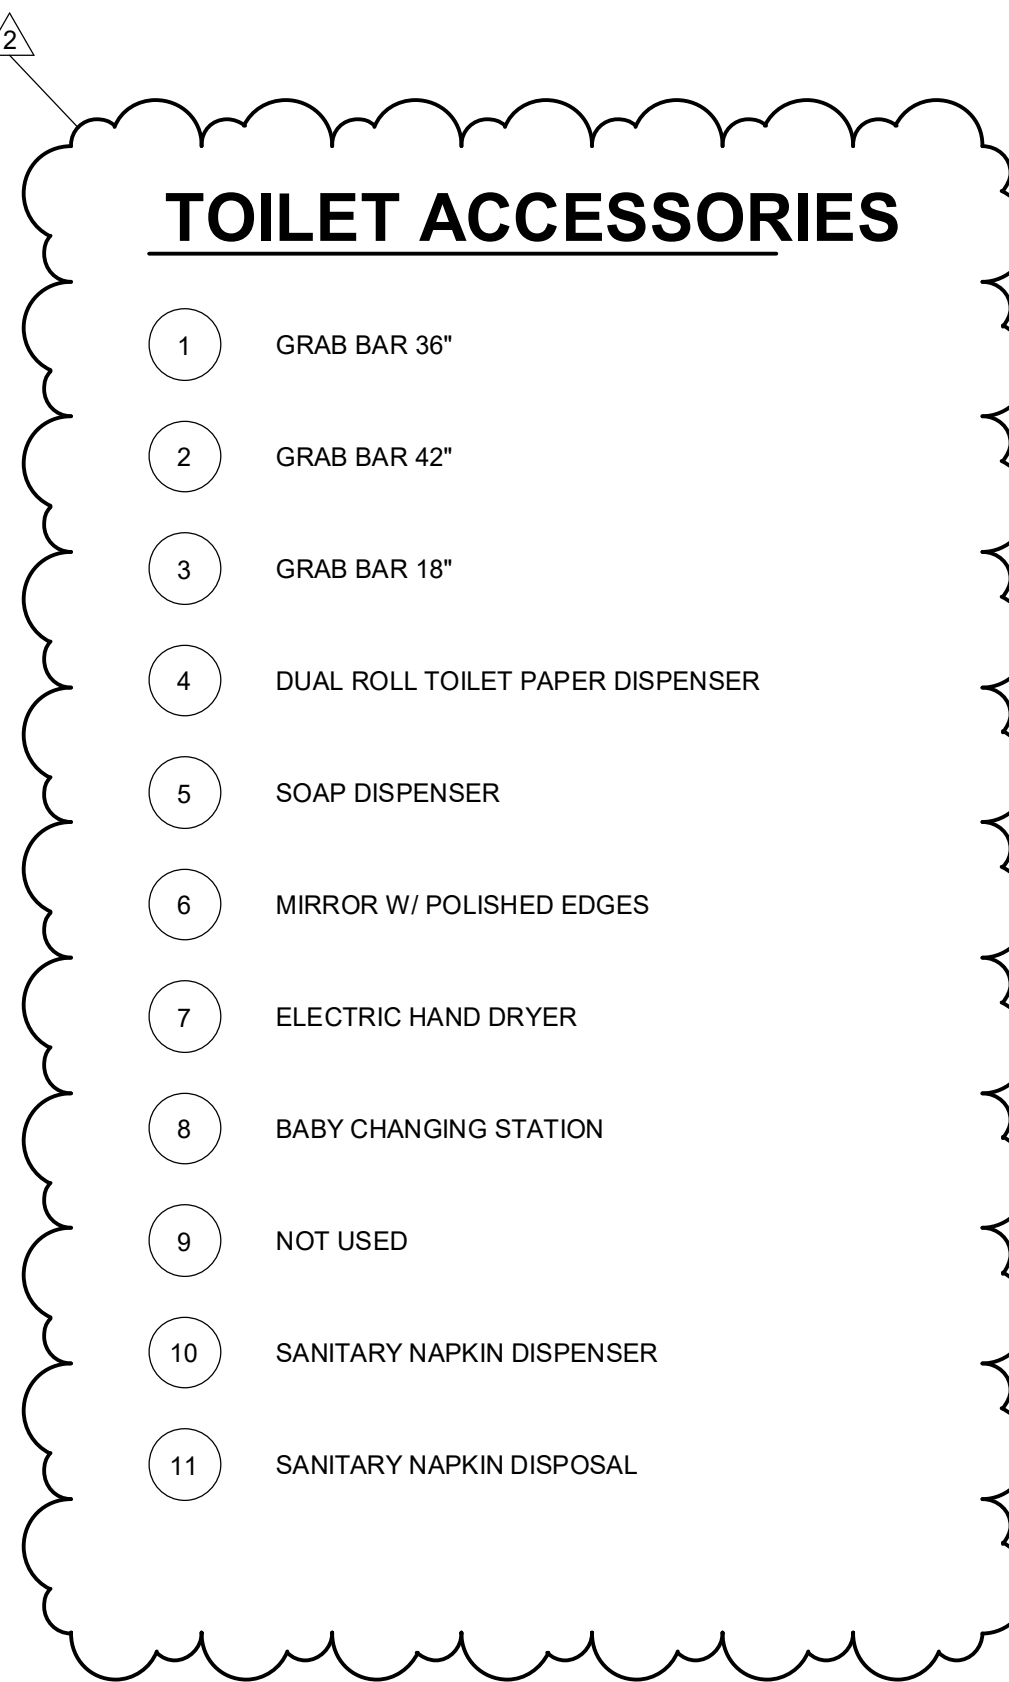 2
TOILET ACCESSORIES
1 GRAB BAR 36"
2 GRAB BAR 42"
3 GRAB BAR 18"
4 DUAL ROLL TOILET PAPER DISPENSER
5 SOAP DISPENSER
6 MIRROR W/ POLISHED EDGES
7 ELECTRIC HAND DRYER
8 BABY CHANGING STATION
9 NOT USED
10 SANITARY NAPKIN DISPENSER
11 SANITARY NAPKIN DISPOSAL